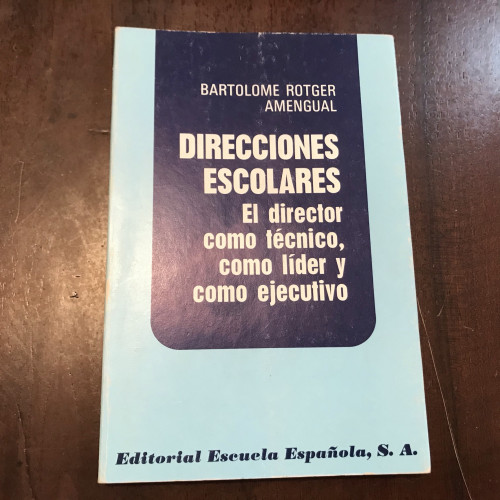 BARTOLOME ROTGER
AMENGUAL
DIRECCIONES
ESCOLARES
El director
como técnico,
como líder y
como ejecutivo
Editorial Escuela Española, S. A.